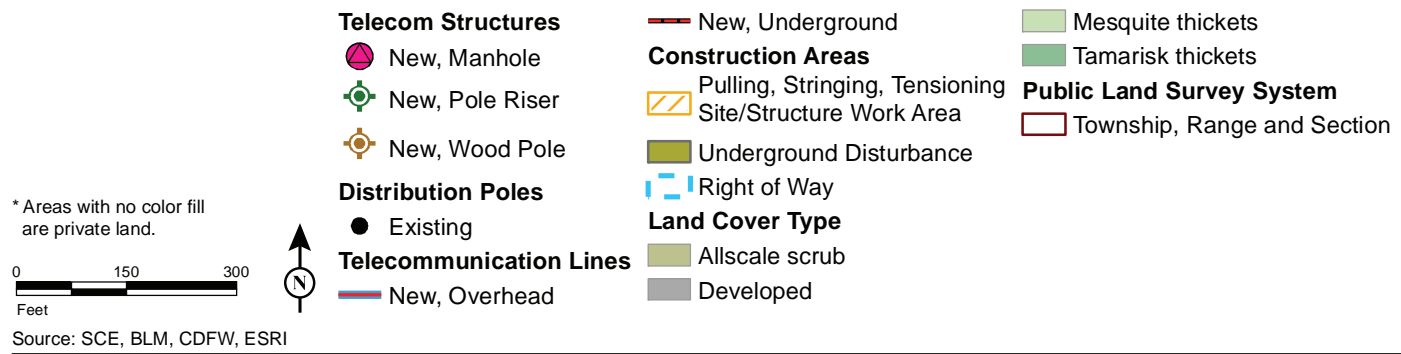 Telecom Structures
New, Manhole
New, Pole Riser
New, Wood Pole
Distribution Poles
Existing
Telecommunication Lines
New, Overhead
New, Underground
Construction Areas
Pulling, Stringing, Tensioning
Site/Structure Work Area
Underground Disturbance
Right of Way
Land Cover Type
Allscale scrub
Developed
Mesquite thickets
Tamarisk thickets
Public Land Survey System
Township, Range and Section
* Areas with no color fill
are private land.
0 150 300
Feet
N
Source: SCE, BLM, CDFW, ESRI